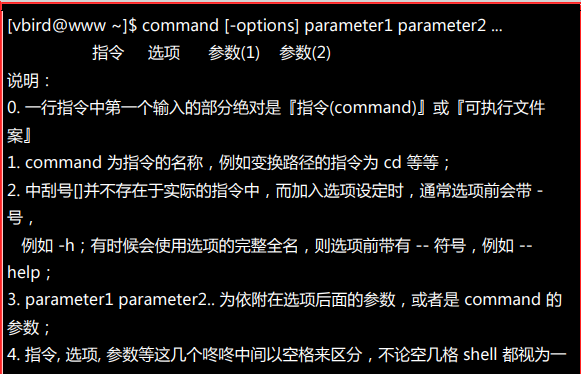 [vbird@www ~]$ command [-options] parameter1 parameter2 ...
指令 选项 参数(1) 参数(2)
说明：
0. 一行指令中第一个输入的部分绝对是『指令(command)』或『可执行文件
案』
1. command 为指令的名称，例如变换路径的指令为 cd 等等；
2. 中刮号[]并不存在于实际的指令中，而加入选项设定时，通常选项前会带 -
号，
例如 -h；有时候会使用选项的完整全名，则选项前带有 -- 符号，例如 --
help；
3. parameter1 parameter2.. 为依附在选项后面的参数，或者是 command 的
参数；
4. 指令, 选项, 参数等这几个咚咚中间以空格来区分，不论空几格 shell 都视为一